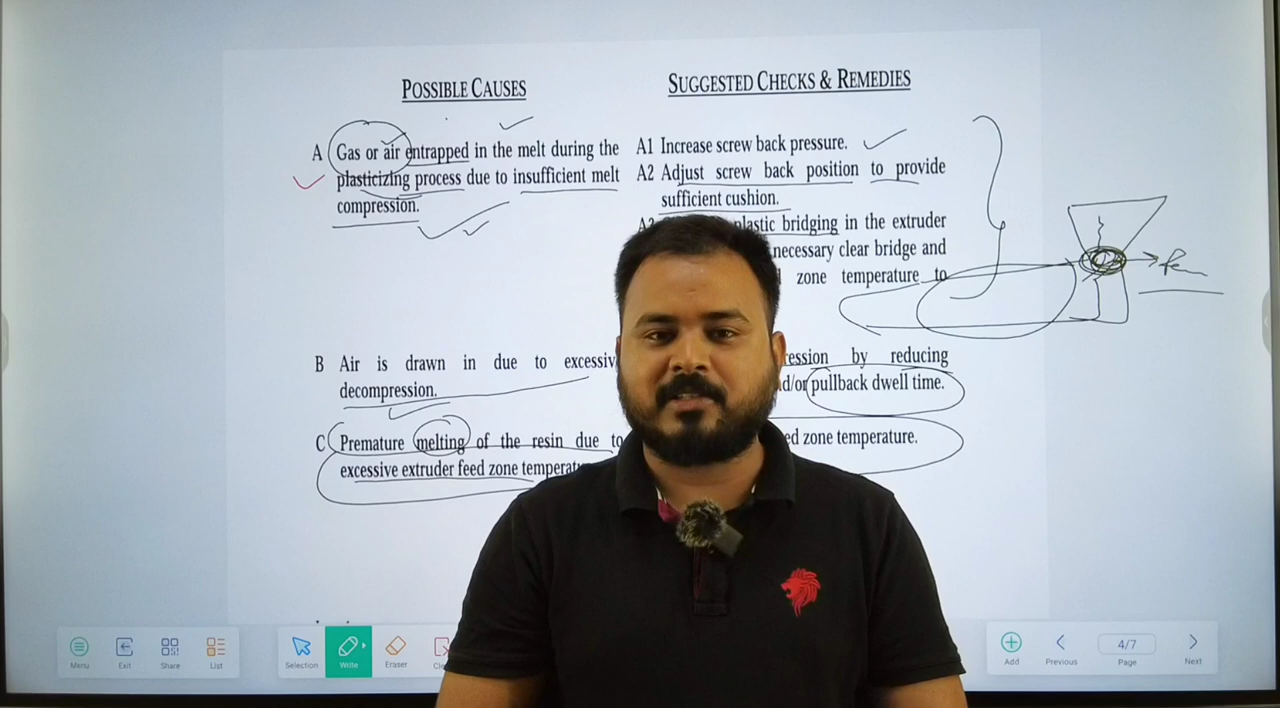 POSSIBLE CAUSES
SUGGESTED CHECKS & REMEDIES
A Gas or air entrapped in the melt during the
plasticizing process due to insufficient melt
compression.
A1 Increase screw back pressure.
A2 Adjust screw back position to provide
sufficient cushion.
plastic bridging in the extruder
necessary clear bridge and
zone temperature to
B Air is drawn in due to
decompression.
by reducing
pullback dwell time.
C Premature melting of the resin due to
excessive extruder feed zone
zone temperature.
Menu
Exit
Share
List
Selection
Write
Eraser
Add
Previous
4/7
Page
Next